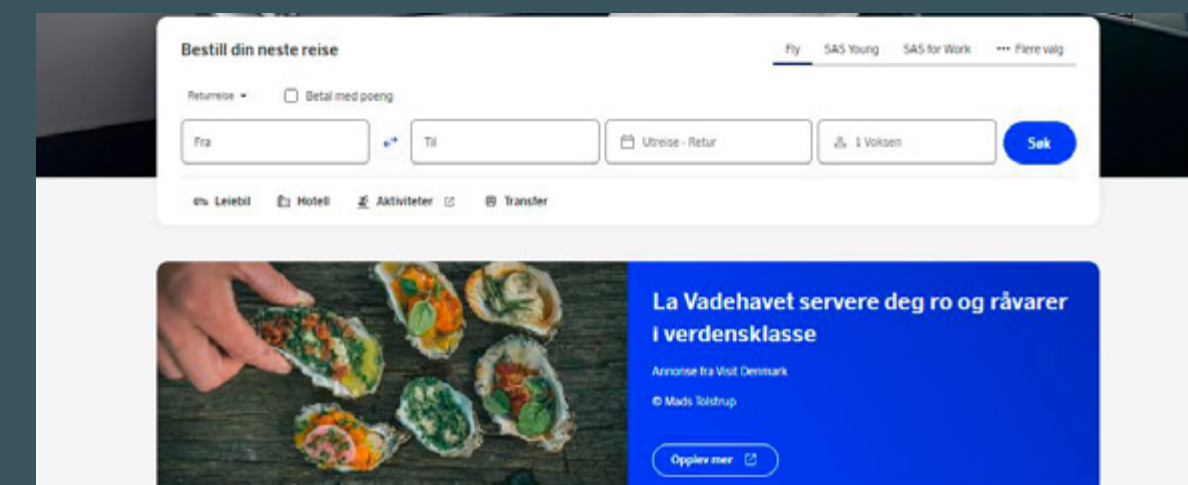 Bestill din neste reise
Fly SAS Young SAS for Work ••• Flere valg
Returreise Betal med poeng
Fra Til Utreise - Retur 1 Voksen Søk
Leiebil Hotell Aktiviteter Transfer
La Vadehavet servere deg ro og råvarer
i verdensklasse
Annonse fra Visit Denmark
© Mads Tolstrup
Opplev mer